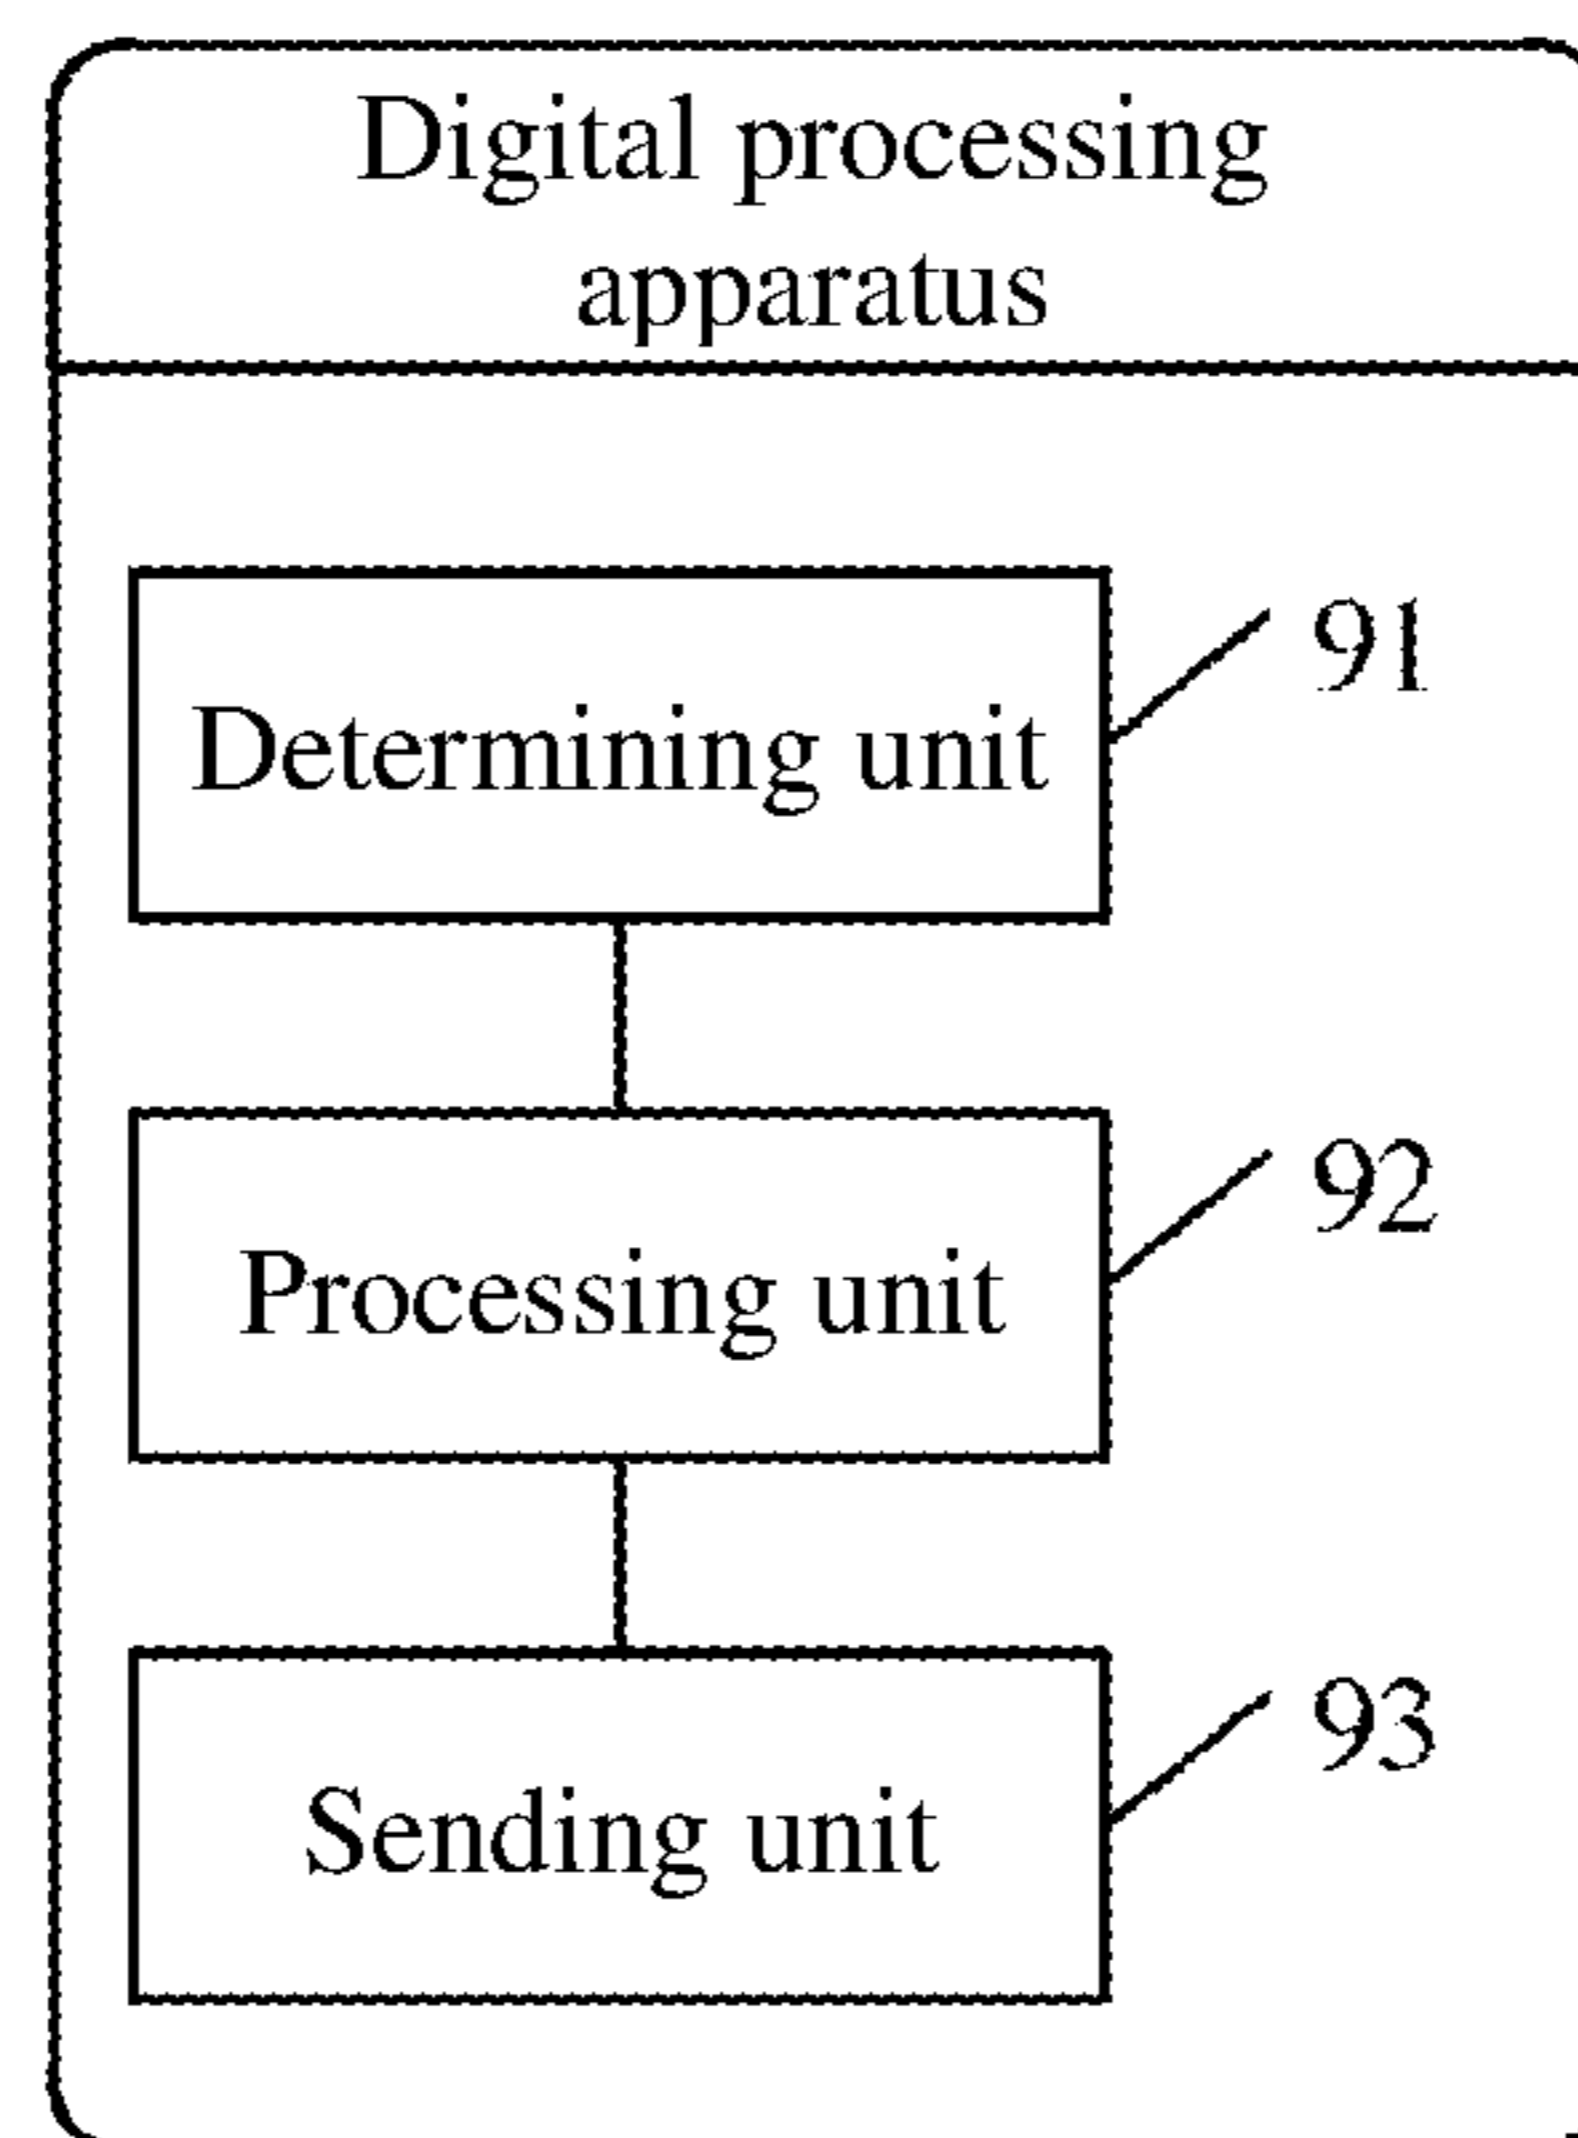 Digital processing
apparatus
91
Determining unit
92
Processing unit
93
Sending unit